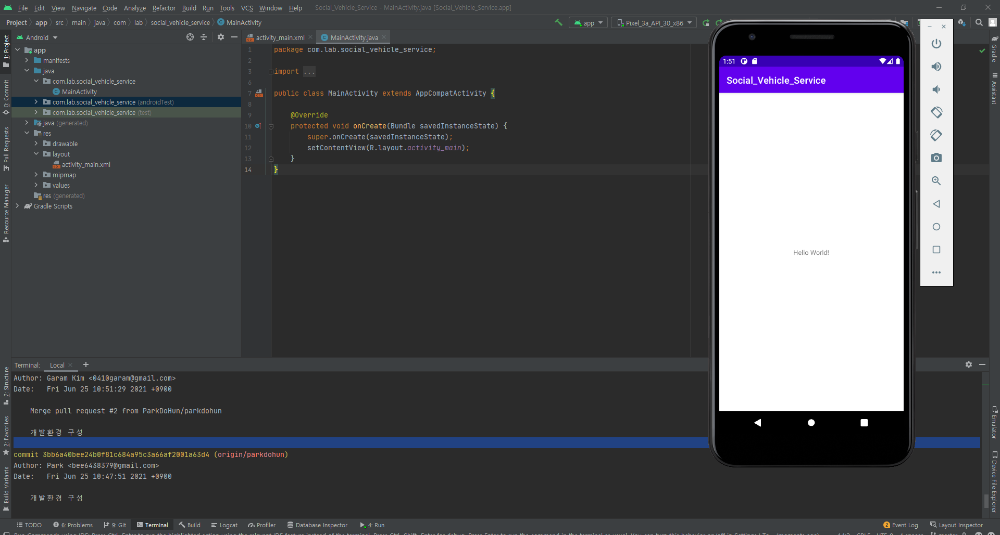 File Edit View Navigate Code Analyze Refactor Build Run Tools VCS Window Help Social_Vehicle_Service - MainActivity.java [Social_Vehicle_Service.app]
Project app src main java com lab social_vehicle_service MainActivity
app Pixel_3a_API_30_x86
Android
activity_main.xml MainActivity.java
app
manifests
java
com.lab.social_vehicle_service
MainActivity
com.lab.social_vehicle_service (androidTest)
com.lab.social_vehicle_service (test)
java (generated)
res
drawable
layout
activity_main.xml
mipmap
values
res (generated)
Gradle Scripts
1: Project
0: Commit
Pull Requests
Resource Manager
7: Structure
2: Favorites
Build Variants
1 package com.lab.social_vehicle_service;
2
3 import ...
6
7 public class MainActivity extends AppCompatActivity {
8
9 @Override
10 protected void onCreate(Bundle savedInstanceState) {
11 super.onCreate(savedInstanceState);
12 setContentView(R.layout.activity_main);
13 }
14 }
1:51
Social_Vehicle_Service
Hello World!
Gradle
Assistant
Emulator
Device File Explorer
Terminal: Local
Author: Garam Kim <0410garam@gmail.com>
Date: Fri Jun 25 10:51:29 2021 +0900
Merge pull request #2 from ParkDoHun/parkdohun
개발환경 구성
commit 3bb6a40bee24b0f81c684a95c3a66af2001a63d4 (origin/parkdohun)
Author: Park <bee6438379@gmail.com>
Date: Fri Jun 25 10:47:51 2021 +0900
개발환경 구성
TODO 6: Problems 9: Git Terminal Build Logcat Profiler Database Inspector 4: Run 2 Event Log Layout Inspector